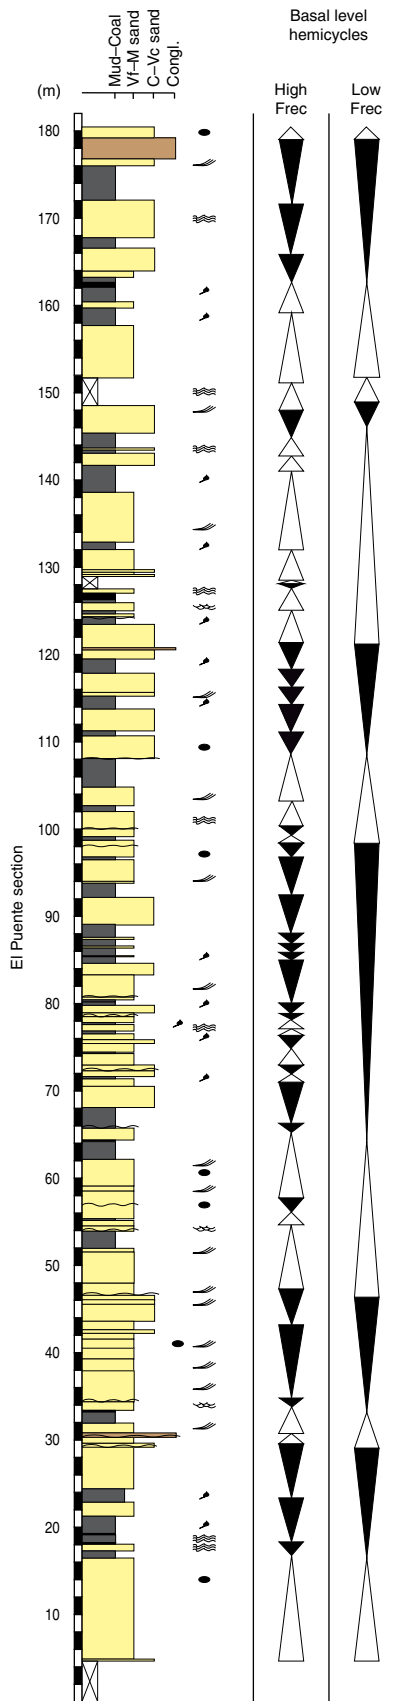 Basal level
hemicycles
Mud–Coal
Vf–M sand
C–Vc sand
Congl.
(m)
High
Frec
Low
Frec
180
170
160
150
140
130
120
110
100
90
80
70
60
50
40
30
20
10
El Puente section